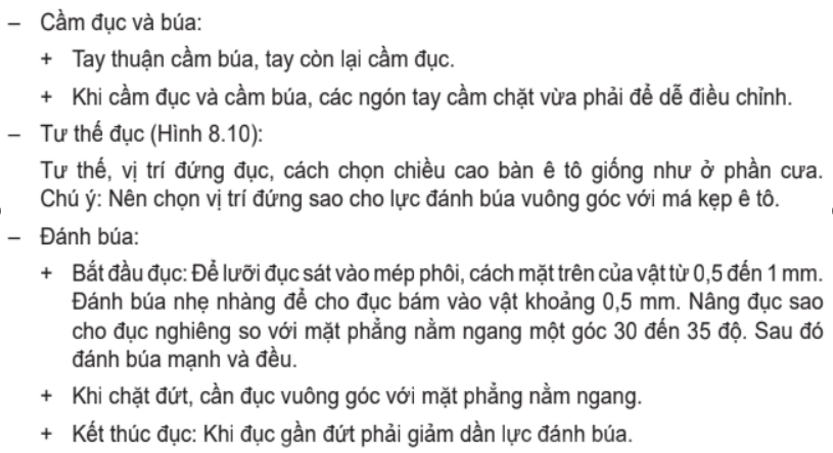 – Cầm đục và búa:
+ Tay thuận cầm búa, tay còn lại cầm đục.
+ Khi cầm đục và cầm búa, các ngón tay cầm chặt vừa phải để dễ điều chỉnh.
– Tư thế đục (Hình 8.10):
Tư thế, vị trí đứng đục, cách chọn chiều cao bàn ê tô giống như ở phần cưa.
Chú ý: Nên chọn vị trí đứng sao cho lực đánh búa vuông góc với má kẹp ê tô.
– Đánh búa:
+ Bắt đầu đục: Để lưỡi đục sát vào mép phôi, cách mặt trên của vật từ 0,5 đến 1 mm.
Đánh búa nhẹ nhàng để cho đục bám vào vật khoảng 0,5 mm. Nâng đục sao
cho đục nghiêng so với mặt phẳng nằm ngang một góc 30 đến 35 độ. Sau đó
đánh búa mạnh và đều.
+ Khi chặt đứt, cần đục vuông góc với mặt phẳng nằm ngang.
+ Kết thúc đục: Khi đục gần đứt phải giảm dần lực đánh búa.